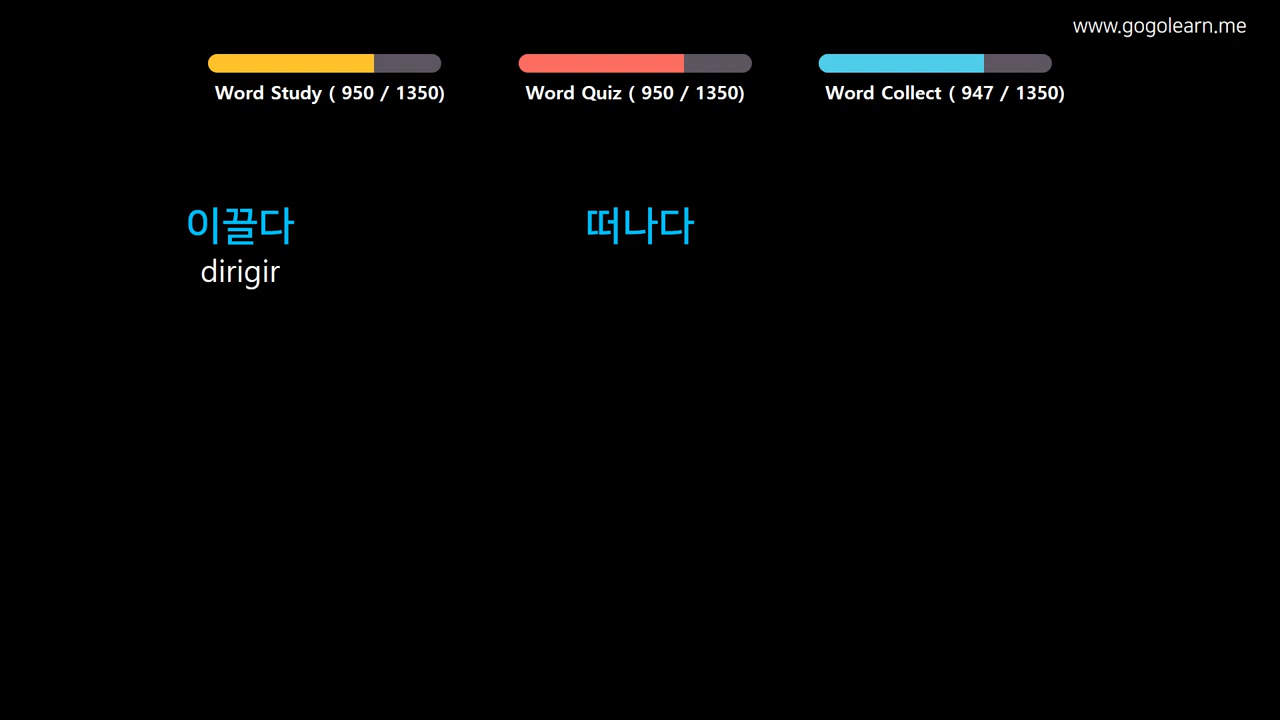 www.gogolearn.me
Word Study ( 950 / 1350)
Word Quiz ( 950 / 1350)
Word Collect ( 947 / 1350)
이끌다
떠나다
dirigir